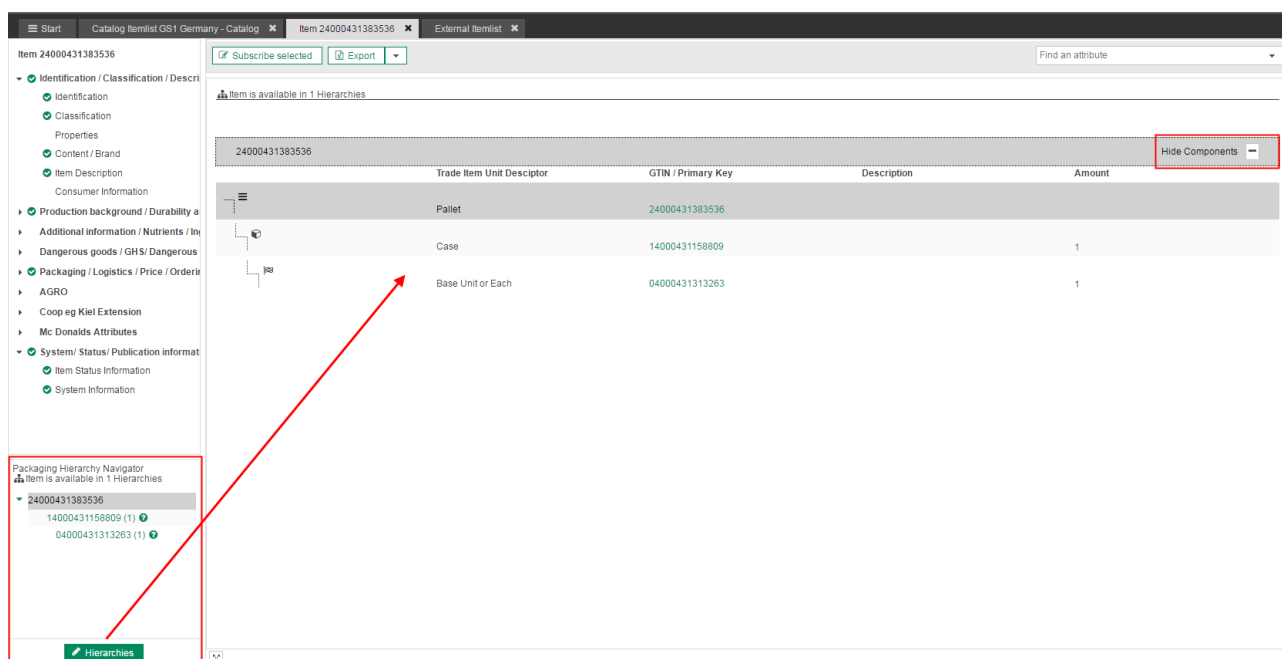 Start
Catalog Itemlist GS1 Germany - Catalog
Item 24000431383536
External Itemlist
Item 24000431383536
Identification / Classification / Descri
Identification
Classification
Properties
Content / Brand
Item Description
Consumer Information
Production background / Durability a
Additional information / Nutrients / In
Dangerous goods / GHS/ Dangerous
Packaging / Logistics / Price / Orderin
AGRO
Coop eg Kiel Extension
Mc Donalds Attributes
System/ Status/ Publication informat
Item Status Information
System Information
Packaging Hierarchy Navigator
Item is available in 1 Hierarchies
24000431383536
14000431158809 (1)
04000431313263 (1)
Hierarchies
Subscribe selected
Export
Find an attribute
Item is available in 1 Hierarchies
24000431383536
Hide Components
Trade Item Unit Desciptor GTIN / Primary Key Description Amount
Pallet 24000431383536
Case 14000431158809 1
Base Unit or Each 04000431313263 1